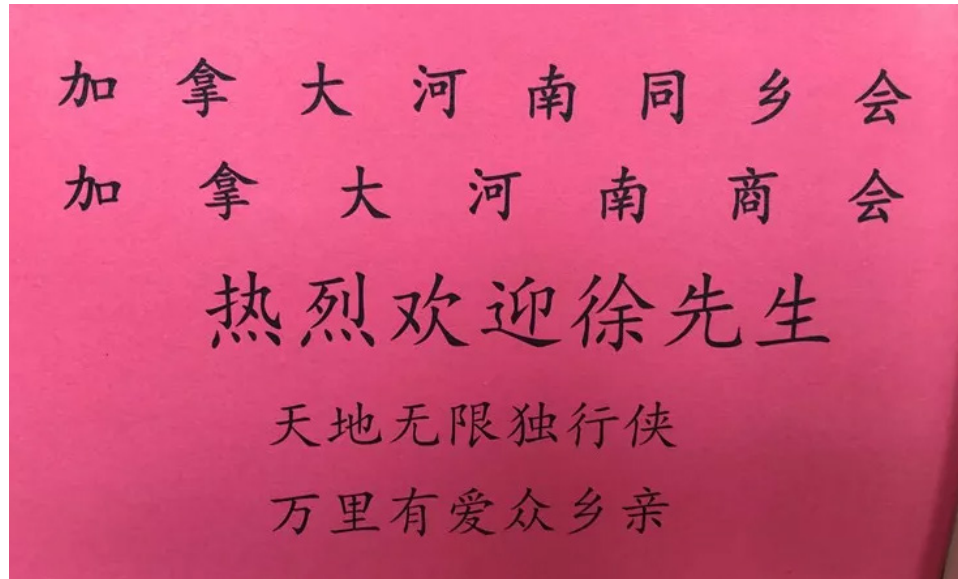 加拿大河南同乡会
加拿大河南商会
热烈欢迎徐先生
天地无限独行侠
万里有爱众乡亲